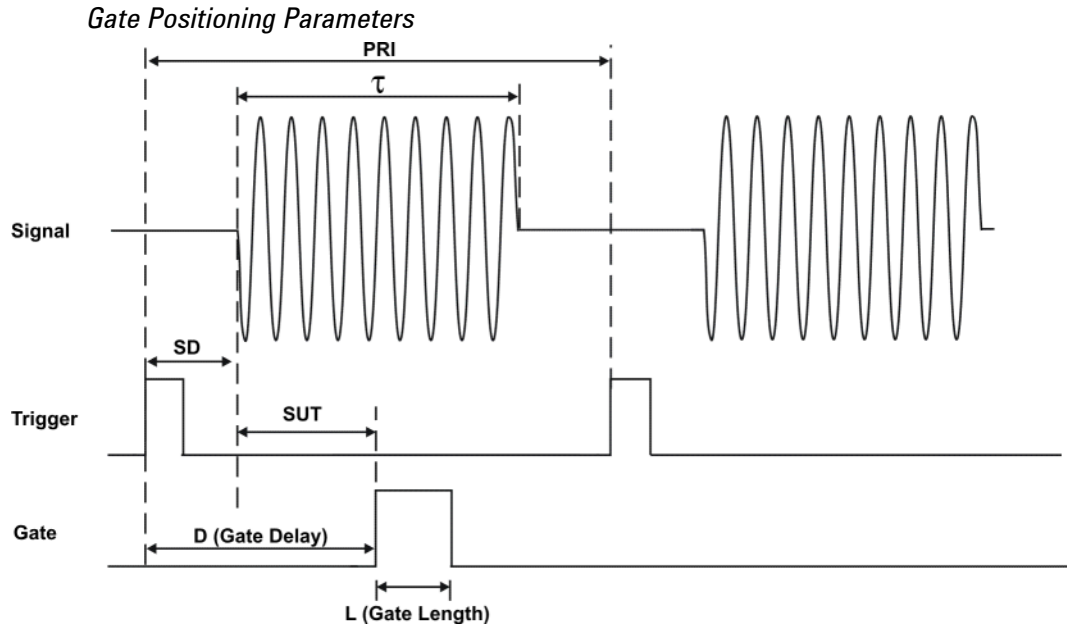 Gate Positioning Parameters
PRI
τ
Signal
SD
Trigger
SUT
Gate
D (Gate Delay)
L (Gate Length)